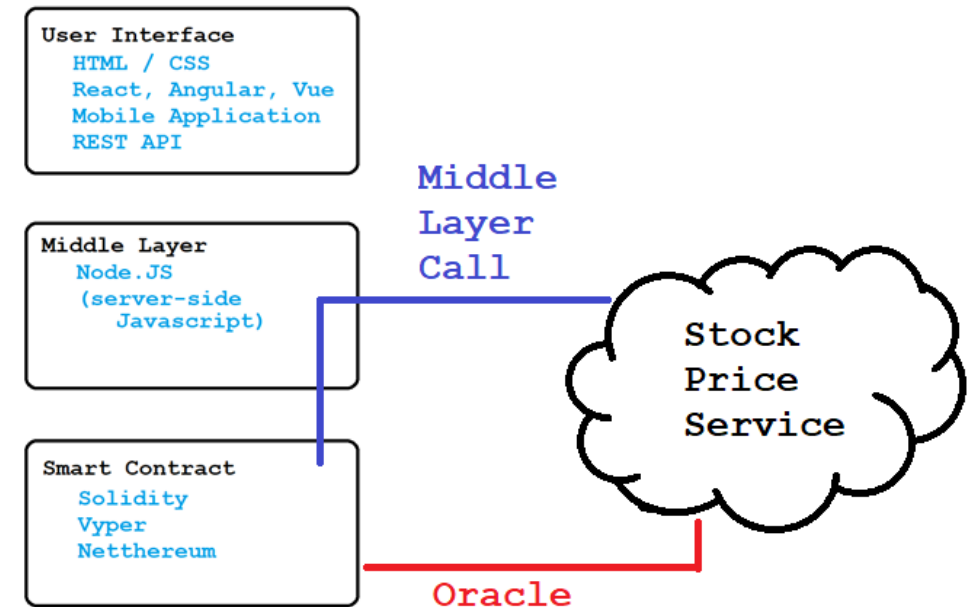 User Interface
HTML / CSS
React, Angular, Vue
Mobile Application
REST API
Middle Layer
Node.JS
(server-side
Javascript)
Smart Contract
Solidity
Vyper
Netthereum
Middle
Layer
Call
Stock
Price
Service
Oracle